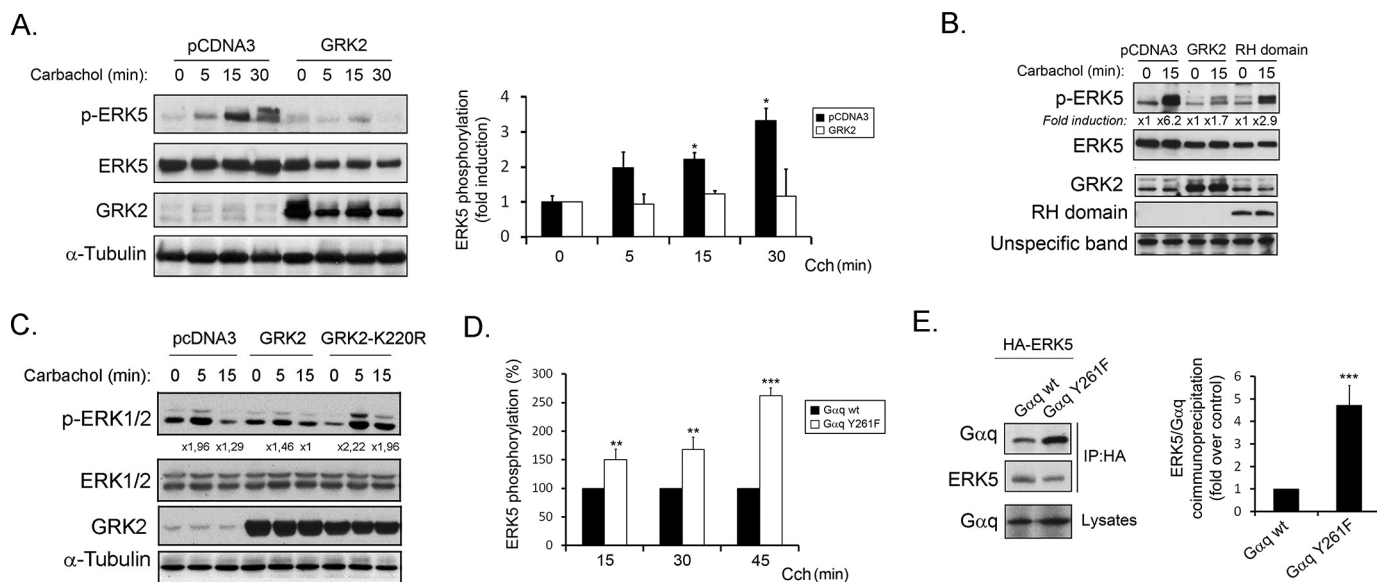 A.
pCDNA3 GRK2
Carbachol (min): 0 5 15 30 0 5 15 30
p-ERK5
ERK5
GRK2
α-Tubulin
ERK5 phosphorylation
(fold induction)
4
3
2
1
0
* *
pCDNA3
GRK2
0 5 15 30
Cch (min)
B.
pCDNA3 GRK2 RH domain
Carbachol (min): 0 15 0 15 0 15
p-ERK5
Fold induction: x1 x6.2 x1 x1.7 x1 x2.9
ERK5
GRK2
RH domain
Unspecific band
C.
pcDNA3 GRK2 GRK2-K220R
Carbachol (min): 0 5 15 0 5 15 0 5 15
p-ERK1/2
x1,96 x1,29 x1,46 x1 x2,22 x1,96
ERK1/2
GRK2
α-Tubulin
D.
ERK5 phosphorylation (%)
300
250
200
150
100
50
0
** ** ***
Gαq wt
Gαq Y261F
15 30 45
Cch (min)
E.
HA-ERK5
Gαq wt Gαq Y261F
Gαq
ERK5
IP:HA
Gαq Lysates
ERK5/Gαq
coimmunoprecipitation
(fold over control)
6
5
4
3
2
1
0
***
Gαq wt Gαq Y261F